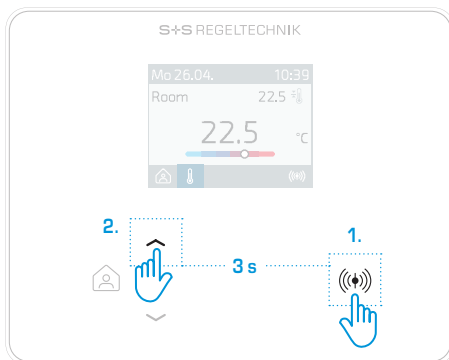 S+S REGELTECHNIK
Mo 26.04. 10:39
Room 22.5
22.5 °C
2.
1.
3 s